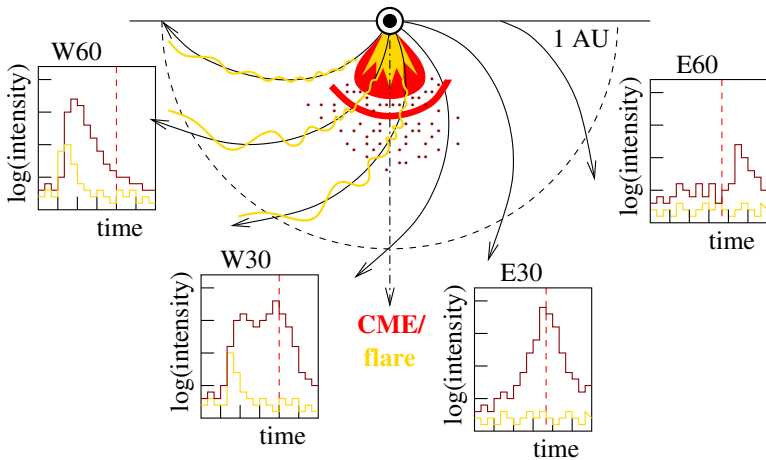 1 AU
W60
log(intensity)
time
E60
log(intensity)
time
W30
log(intensity)
time
CME/
flare
E30
log(intensity)
time